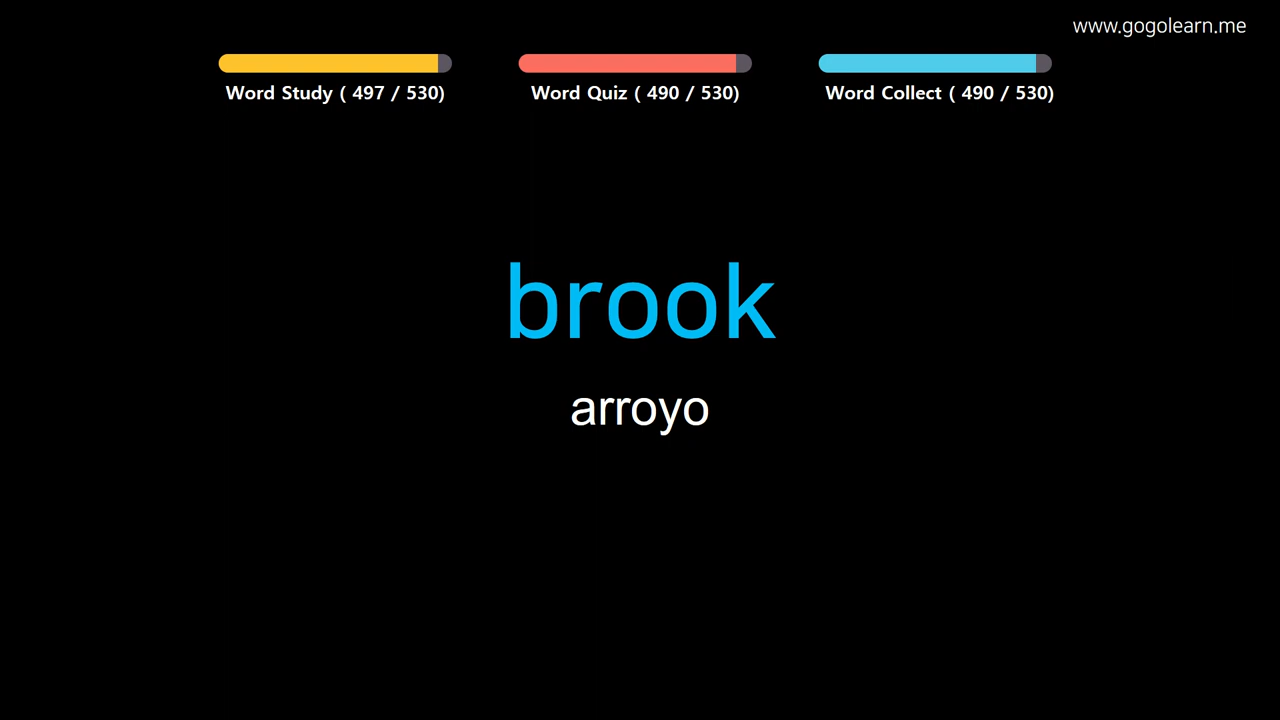 www.gogolearn.me
Word Study ( 497 / 530)
Word Quiz ( 490 / 530)
Word Collect ( 490 / 530)
brook
arroyo